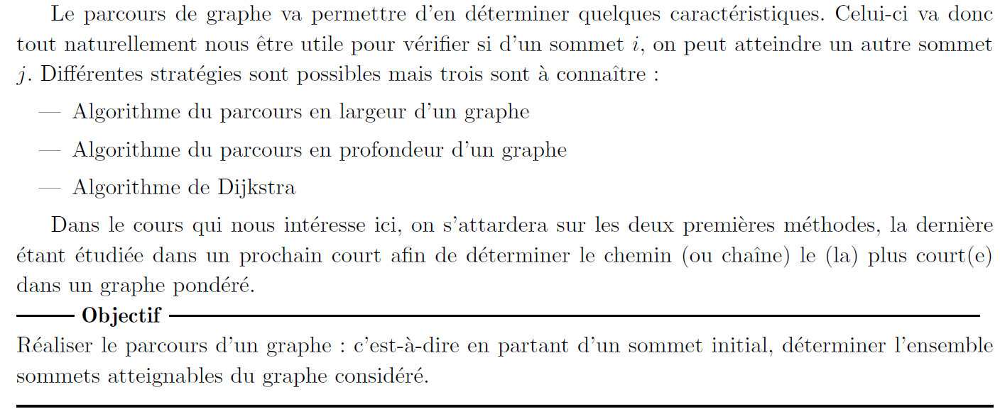 Le parcours de graphe va permettre d'en déterminer quelques caractéristiques. Celui-ci va donc
tout naturellement nous être utile pour vérifier si d'un sommet i, on peut atteindre un autre sommet
j. Différentes stratégies sont possibles mais trois sont à connaître :
— Algorithme du parcours en largeur d'un graphe
— Algorithme du parcours en profondeur d'un graphe
— Algorithme de Dijkstra
Dans le cours qui nous intéresse ici, on s'attardera sur les deux premières méthodes, la dernière
étant étudiée dans un prochain court afin de déterminer le chemin (ou chaîne) le (la) plus court(e)
dans un graphe pondéré.
Objectif
Réaliser le parcours d'un graphe : c'est-à-dire en partant d'un sommet initial, déterminer l'ensemble
sommets atteignables du graphe considéré.